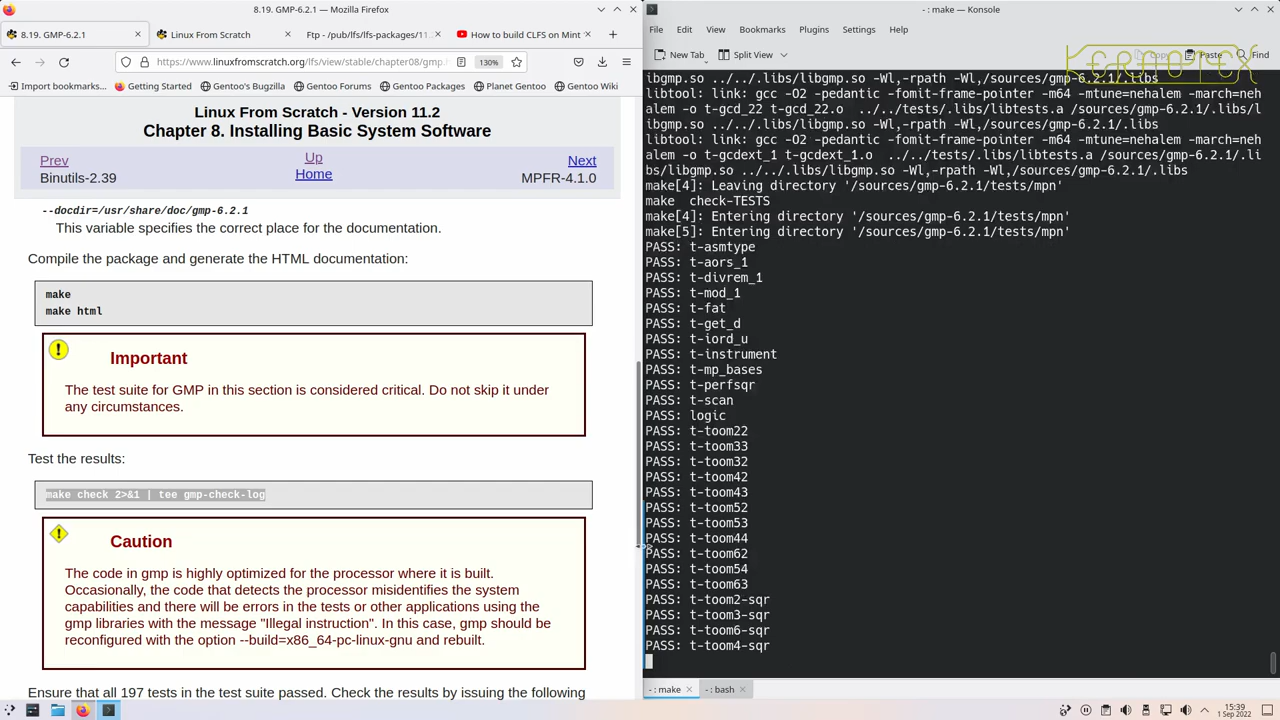 8.19. GMP-6.2.1 — Mozilla Firefox
8.19. GMP-6.2.1
Linux From Scratch
Ftp - /pub/lfs/lfs-packages/11.
How to build CLFS on Mint
https://www.linuxfromscratch.org/lfs/view/stable/chapter08/gmp.
130%
Import bookmarks...
Getting Started
Gentoo's Bugzilla
Gentoo Forums
Gentoo Packages
Planet Gentoo
Gentoo Wiki
Linux From Scratch - Version 11.2
Chapter 8. Installing Basic System Software
Prev
Up
Next
Binutils-2.39
Home
MPFR-4.1.0
--docdir=/usr/share/doc/gmp-6.2.1
This variable specifies the correct place for the documentation.
Compile the package and generate the HTML documentation:
make
make html
Important
The test suite for GMP in this section is considered critical. Do not skip it under
any circumstances.
Test the results:
make check 2>&1 | tee gmp-check-log
Caution
The code in gmp is highly optimized for the processor where it is built.
Occasionally, the code that detects the processor misidentifies the system
capabilities and there will be errors in the tests or other applications using the
gmp libraries with the message "Illegal instruction". In this case, gmp should be
reconfigured with the option --build=x86_64-pc-linux-gnu and rebuilt.
Ensure that all 197 tests in the test suite passed. Check the results by issuing the following
- : make — Konsole
File Edit View Bookmarks Plugins Settings Help
New Tab
Split View
Paste
Find
libgmp.so ../../.libs/libgmp.so -Wl,-rpath -Wl,/sources/gmp-6.2.1/.libs
libtool: link: gcc -O2 -pedantic -fomit-frame-pointer -m64 -mtune=nehalem -march=neh
alem -o t-gcd_22 t-gcd_22.o ../../tests/.libs/libtests.a /sources/gmp-6.2.1/.libs/l
ibgmp.so ../../.libs/libgmp.so -Wl,-rpath -Wl,/sources/gmp-6.2.1/.libs
libtool: link: gcc -O2 -pedantic -fomit-frame-pointer -m64 -mtune=nehalem -march=neh
alem -o t-gcdext_1 t-gcdext_1.o ../../tests/.libs/libtests.a /sources/gmp-6.2.1/.li
bs/libgmp.so ../../.libs/libgmp.so -Wl,-rpath -Wl,/sources/gmp-6.2.1/.libs
make[4]: Leaving directory '/sources/gmp-6.2.1/tests/mpn'
make check-TESTS
make[4]: Entering directory '/sources/gmp-6.2.1/tests/mpn'
make[5]: Entering directory '/sources/gmp-6.2.1/tests/mpn'
PASS: t-asmtype
PASS: t-aors_1
PASS: t-divrem_1
PASS: t-mod_1
PASS: t-fat
PASS: t-get_d
PASS: t-iord_u
PASS: t-instrument
PASS: t-mp_bases
PASS: t-perfsqr
PASS: t-scan
PASS: logic
PASS: t-toom22
PASS: t-toom33
PASS: t-toom32
PASS: t-toom42
PASS: t-toom43
PASS: t-toom52
PASS: t-toom53
PASS: t-toom44
PASS: t-toom62
PASS: t-toom54
PASS: t-toom63
PASS: t-toom2-sqr
PASS: t-toom3-sqr
PASS: t-toom6-sqr
PASS: t-toom4-sqr
- : make
- : bash
15:39
1 Sep 2022